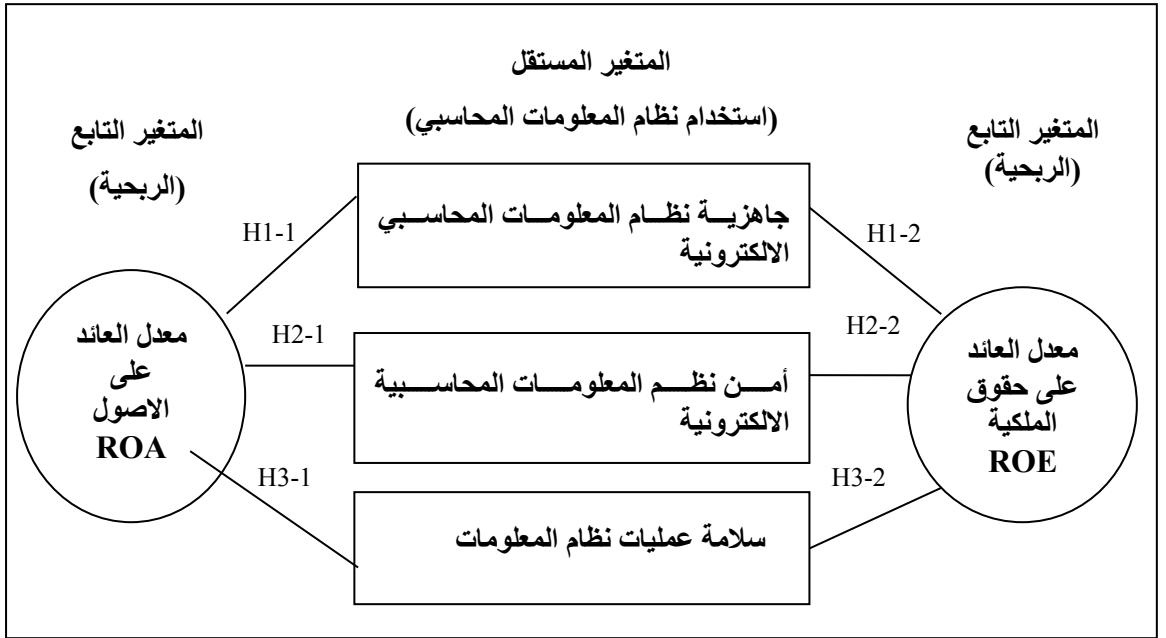 المتغير المستقل
(استخدام نظام المعلومات المحاسبي)
المتغير التابع
(الربحية)
المتغير التابع
(الربحية)
جاهزية نظام المعلومات المحاسبي
الالكترونية
H1-2
H1-1
معدل العائد
على حقوق
الملكية
ROE
H2-2
H2-1
أمن نظم المعلومات المحاسبية
الالكترونية
معدل العائد
على
الاصول
ROA
H3-2
H3-1
سلامة عمليات نظام المعلومات